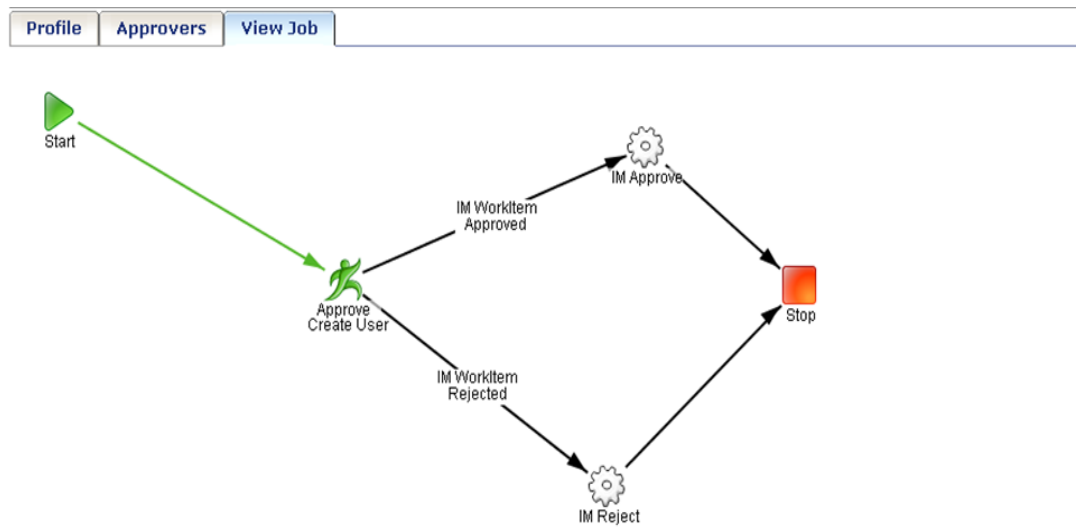 Profile
Approvers
View Job
Start
IM Approve
IM WorkItem
Approved
Approve
Create User
Stop
IM WorkItem
Rejected
IM Reject